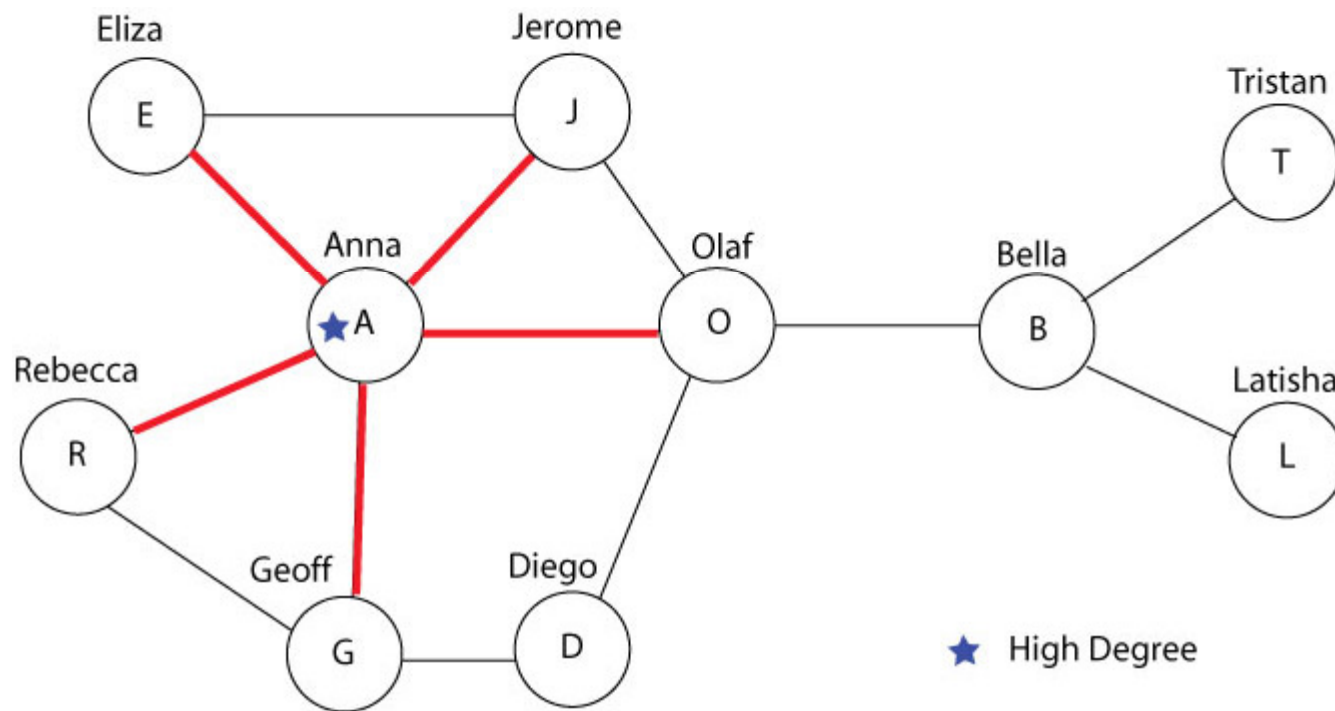 Eliza
Jerome
E
J
Tristan
T
Anna
Olaf
Bella
A
O
B
Rebecca
R
Latisha
L
Geoff
Diego
G
D
High Degree